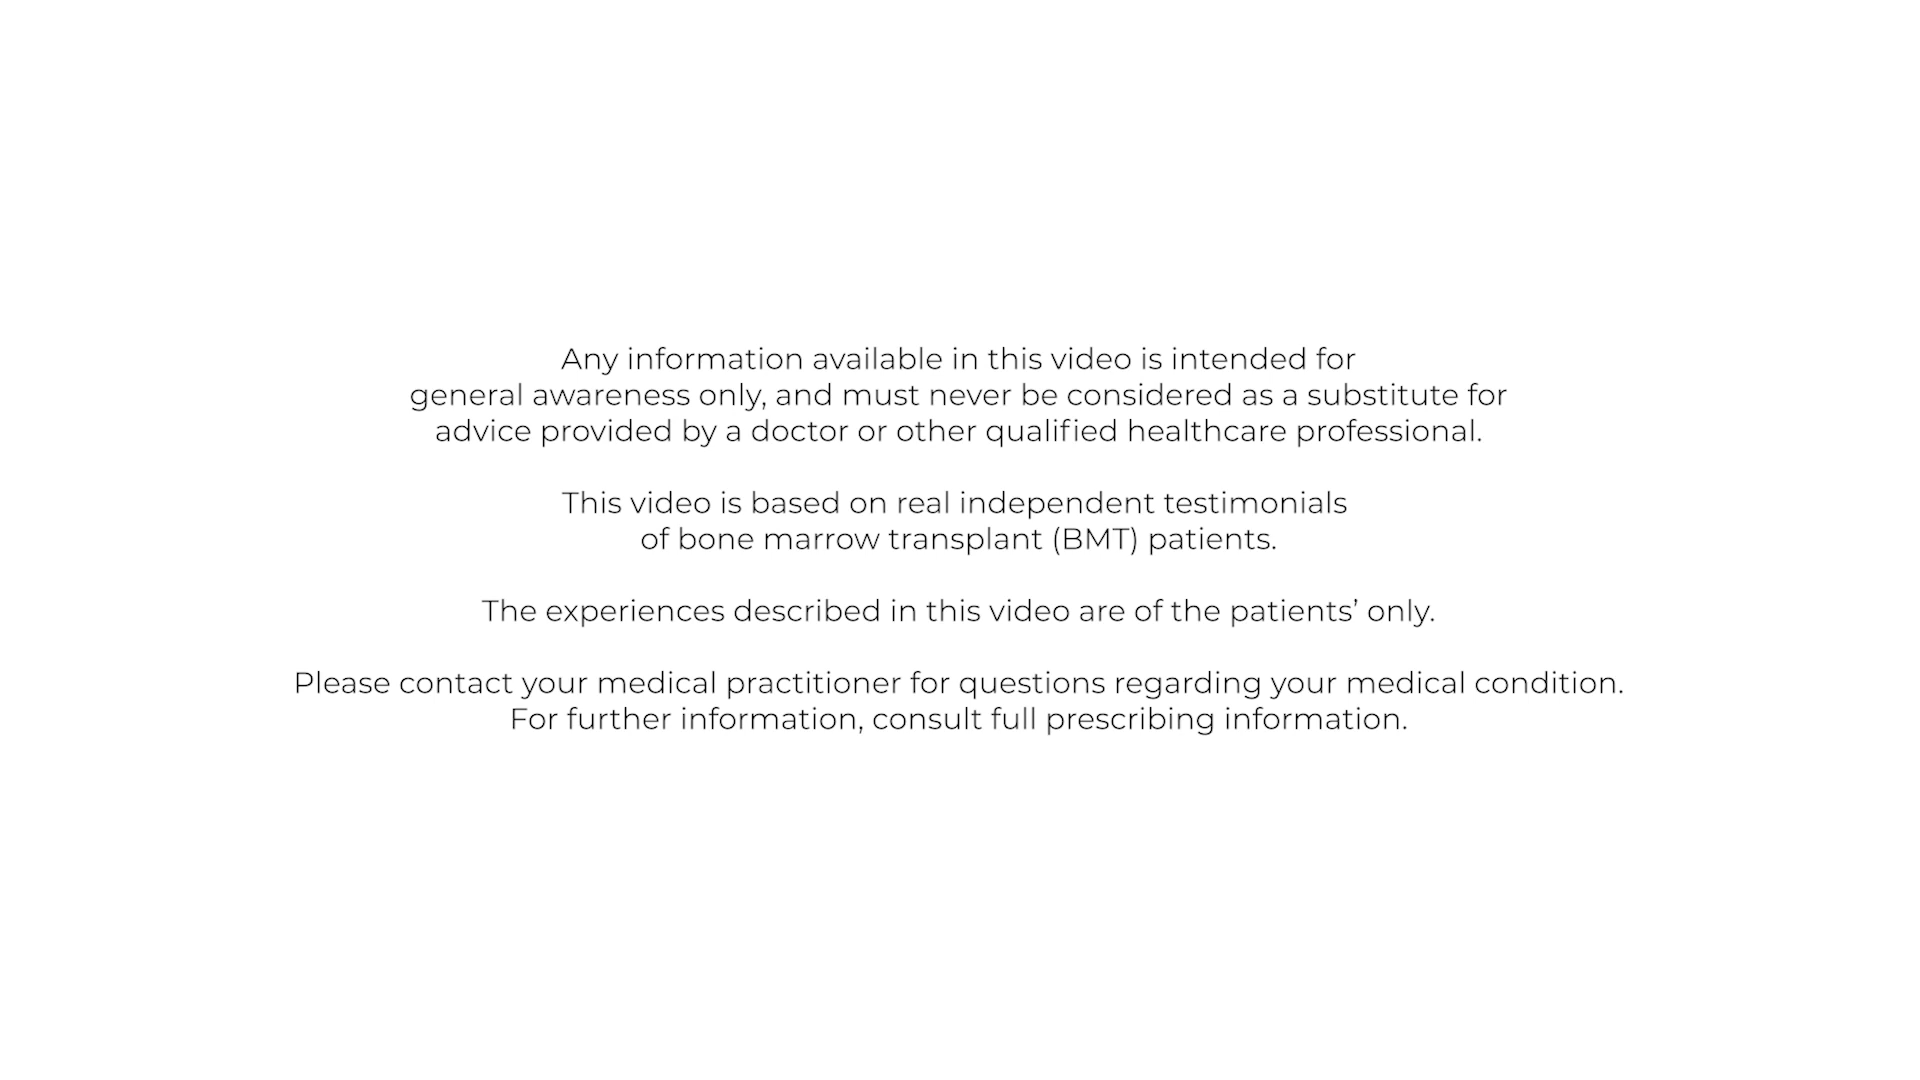 Any information available in this video is intended for
general awareness only, and must never be considered as a substitute for
advice provided by a doctor or other qualified healthcare professional.
This video is based on real independent testimonials
of bone marrow transplant (BMT) patients.
The experiences described in this video are of the patients’ only.
Please contact your medical practitioner for questions regarding your medical condition.
For further information, consult full prescribing information.